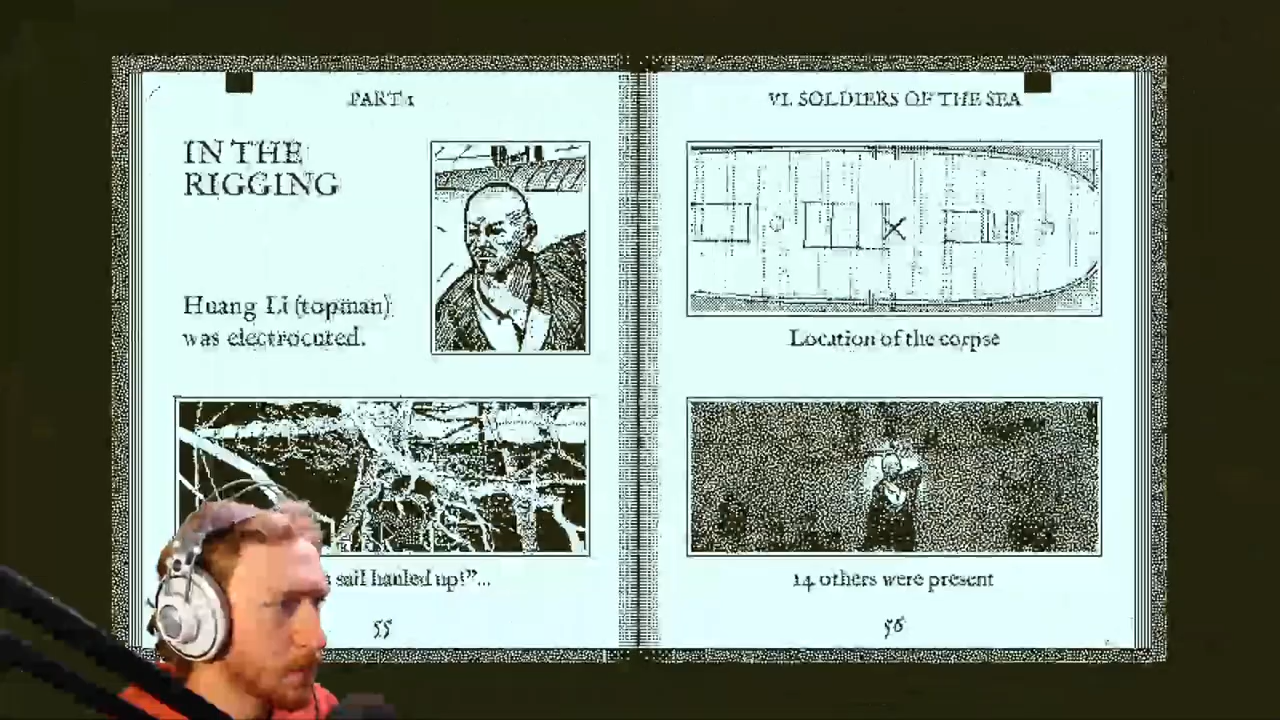 PART 1
IN THE
RIGGING
Huang Li (topman)
was electrocuted.
sail hauled up!"...
55
VI. SOLDIERS OF THE SEA
Location of the corpse
14 others were present
56